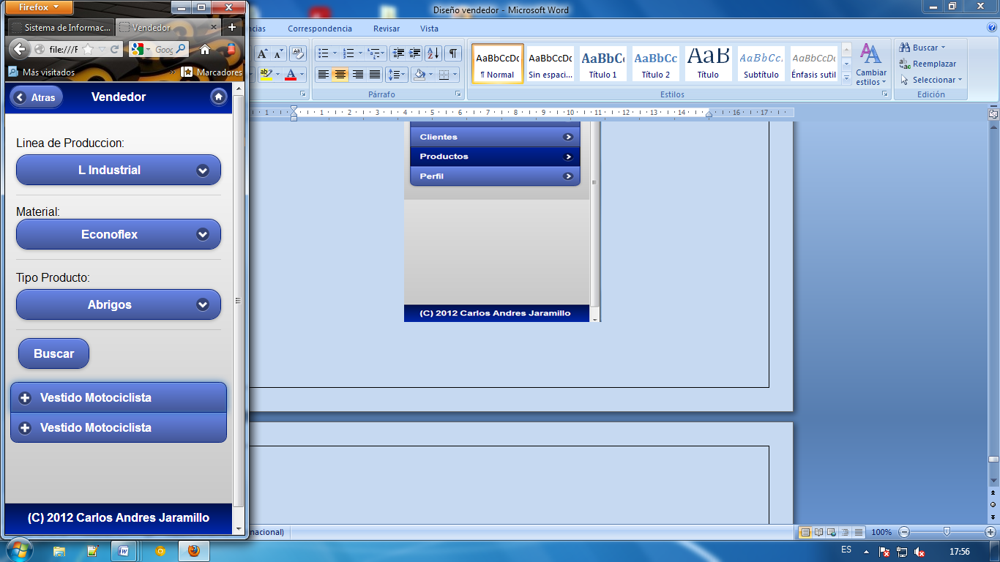 Firefox
Diseño vendedor - Microsoft Word
Sistema de Informac...
Vendedor
Correspondencia
Revisar
Vista
file:///F
Goog
Más visitados
»
Marcadores
Atras
Vendedor
Linea de Produccion:
L Industrial
Material:
Econoflex
Tipo Producto:
Abrigos
Buscar
Vestido Motociclista
Vestido Motociclista
(C) 2012 Carlos Andres Jaramillo
AaBbCcDc
AaBbCcDc
AaBbCc
AaBbCc
AaB
AaBbCc.
AaBbCcDc
¶ Normal
Sin espaci...
Título 1
Título 2
Título
Subtítulo
Énfasis sutil
Cambiar
estilos
Buscar
Reemplazar
Seleccionar
Párrafo
Estilos
Edición
1 1 2 3 4 5 6 7 8 9 10 11 12 13 14 16 17
Clientes
Productos
Perfil
(C) 2012 Carlos Andres Jaramillo
100%
ES
17:56